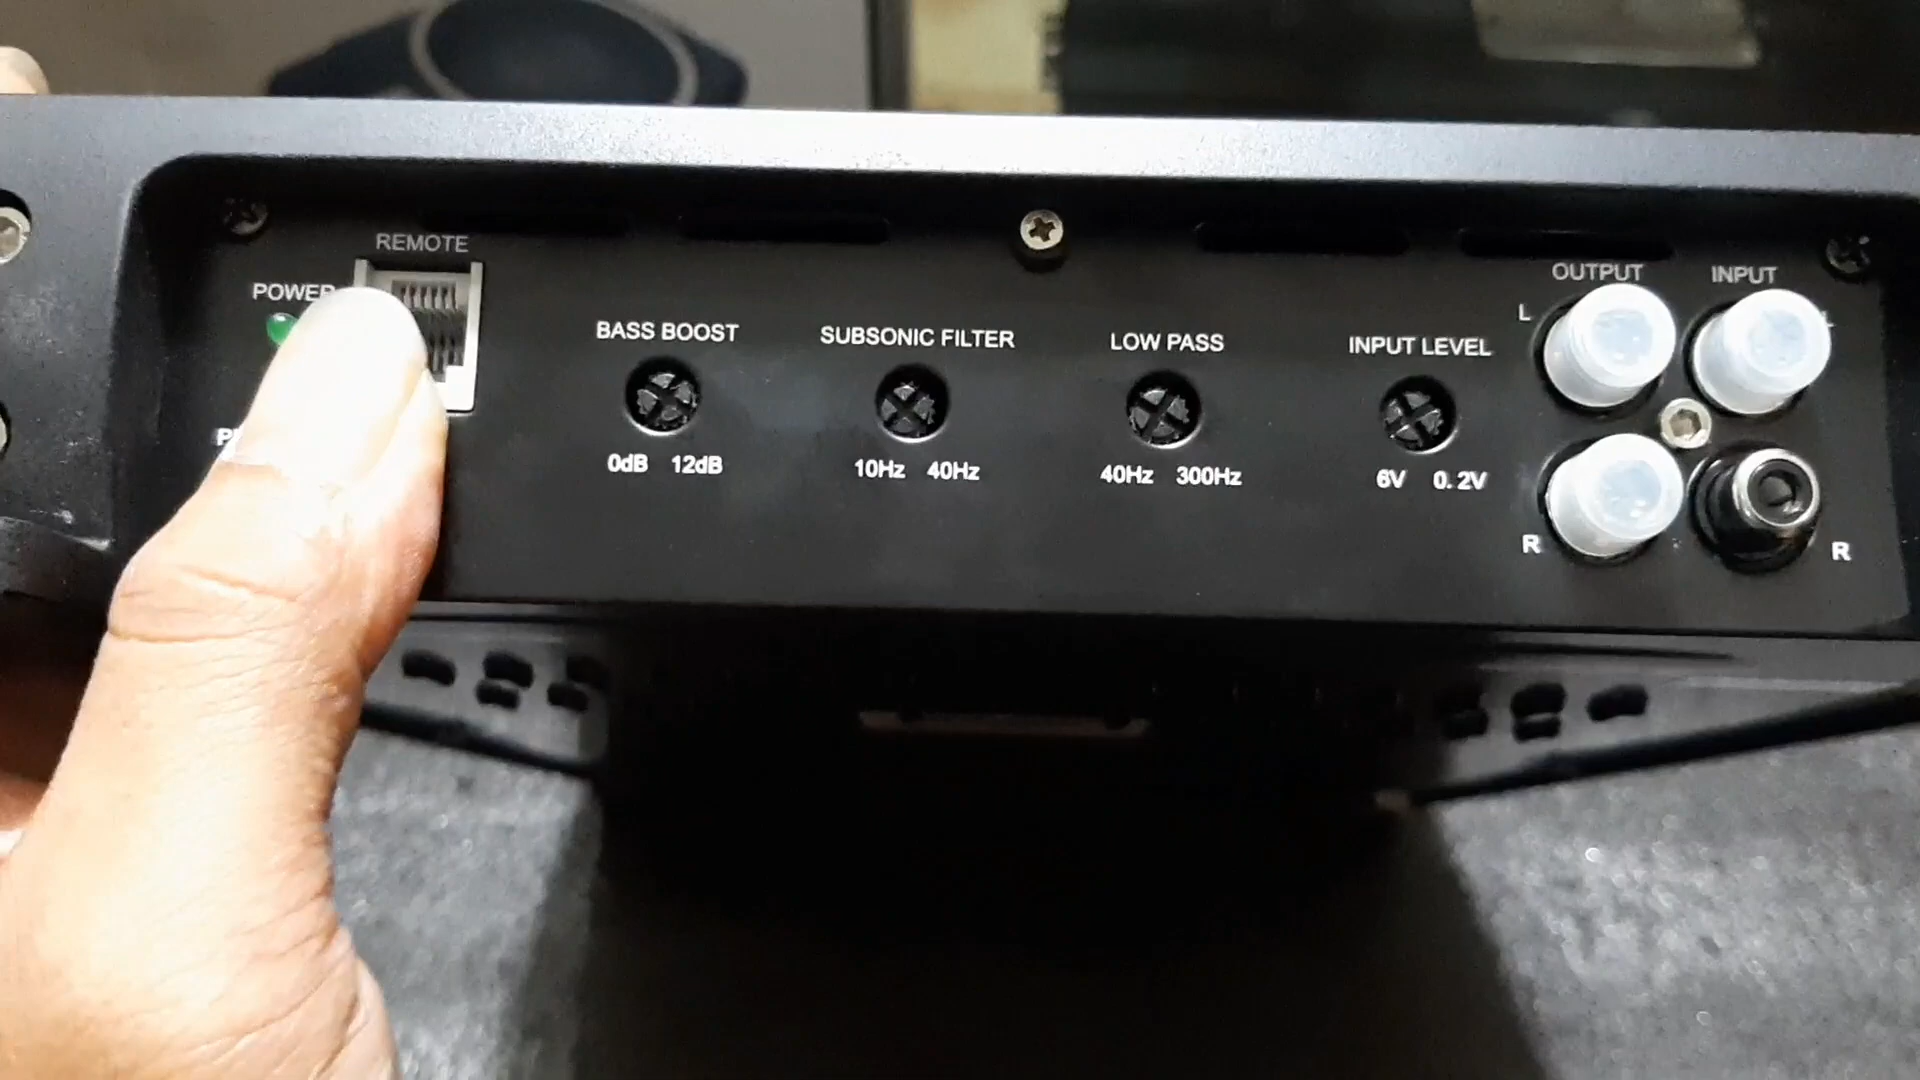 REMOTE
POWER
BASS BOOST
0dB 12dB
SUBSONIC FILTER
10Hz 40Hz
LOW PASS
40Hz 300Hz
INPUT LEVEL
6V 0.2V
OUTPUT INPUT
L L
R R